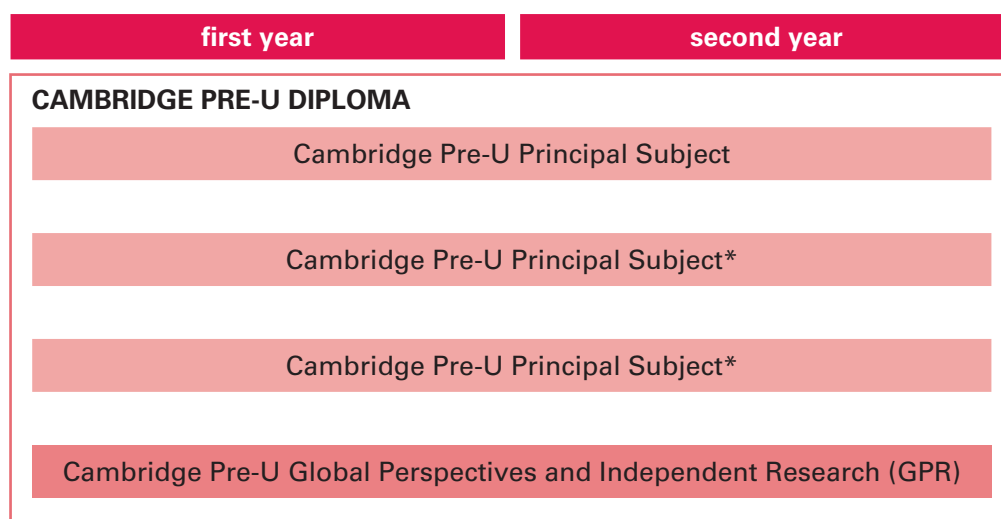 first year
second year
CAMBRIDGE PRE-U DIPLOMA
Cambridge Pre-U Principal Subject
Cambridge Pre-U Principal Subject*
Cambridge Pre-U Principal Subject*
Cambridge Pre-U Global Perspectives and Independent Research (GPR)